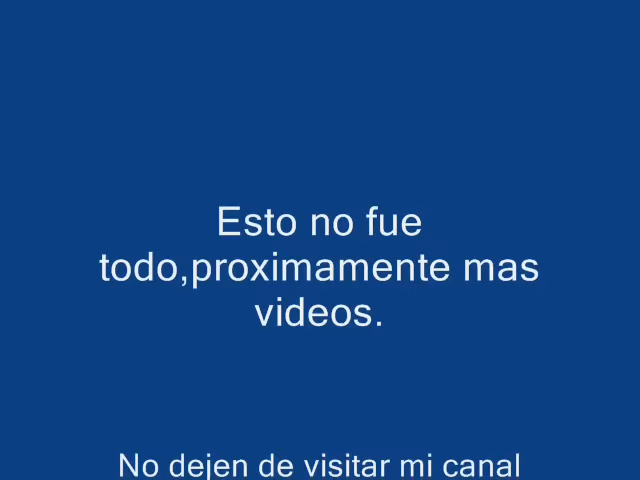 Esto no fue
todo,proximamente mas
videos.
No dejen de visitar mi canal